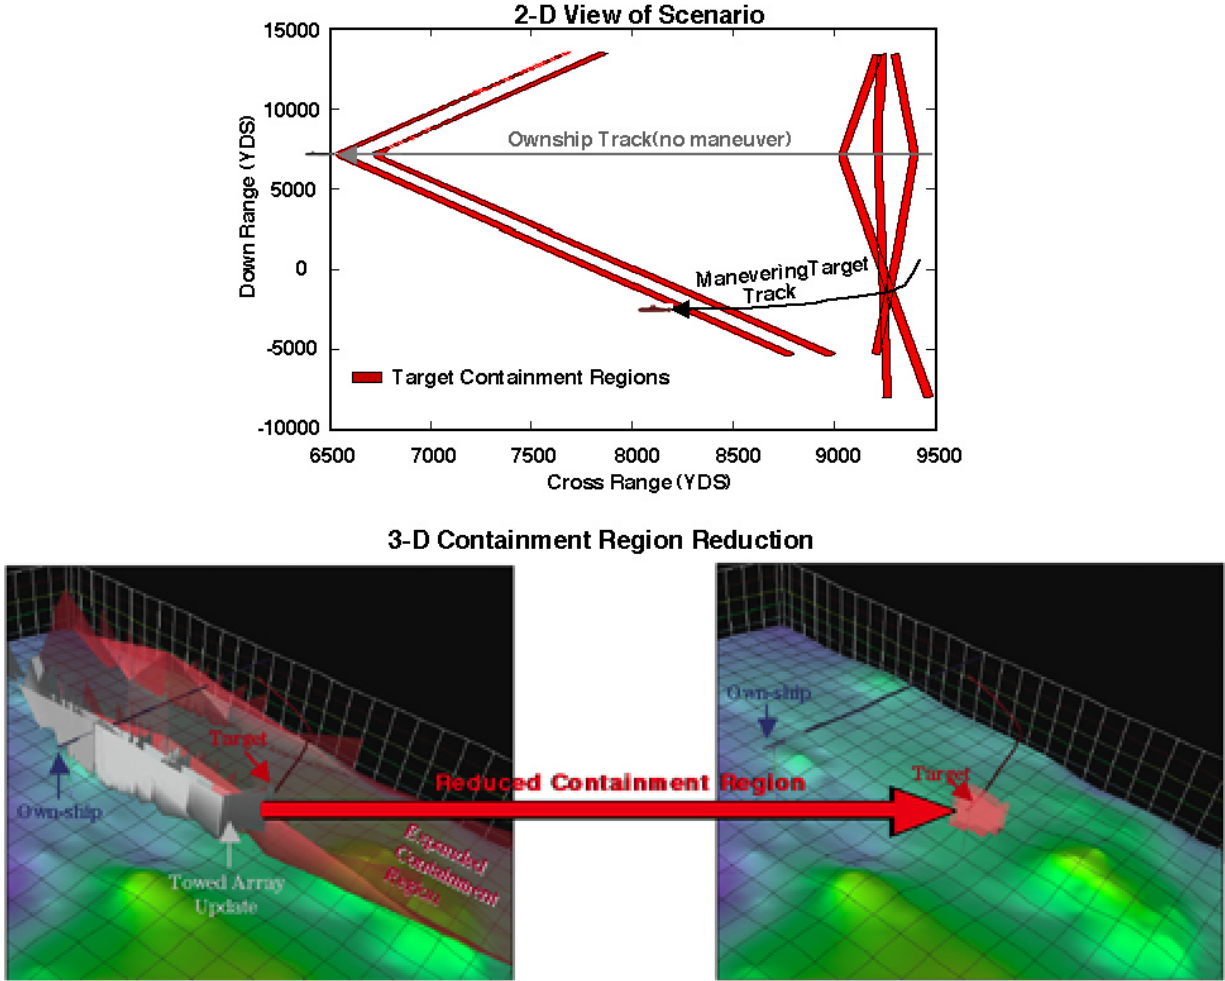 2-D View of Scenario
15000
10000
5000
0
-5000
-10000
Down Range (YDS)
Ownship Track(no maneuver)
ManeveringTarget
Track
Target Containment Regions
6500 7000 7500 8000 8500 9000 9500
Cross Range (YDS)
3-D Containment Region Reduction
Target
Own-ship
Towed Array
Update
Expanded
Containment
Region
Reduced Containment Region
Own-ship
Target